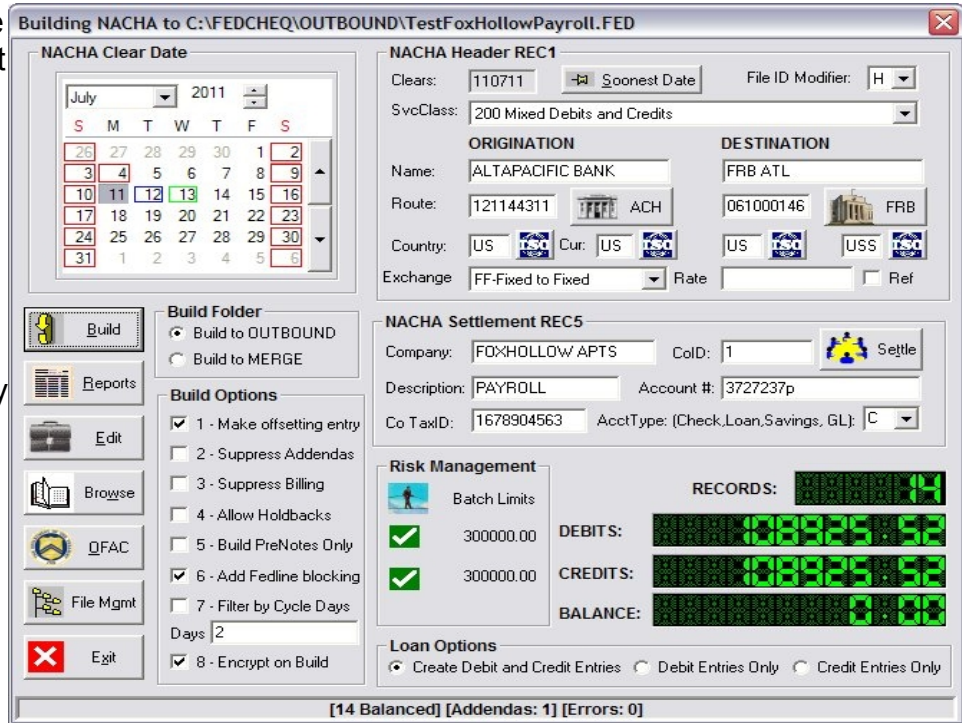 Building NACHA to C:\FEDCHEQ\OUTBOUND\TestFoxHollowPayroll.FED
e
t
y
NACHA Clear Date
July 2011
S M T W T F S
26 27 28 29 30 1 2
3 4 5 6 7 8 9
10 11 12 13 14 15 16
17 18 19 20 21 22 23
24 25 26 27 28 29 30
31 1 2 3 4 5 6
NACHA Header REC1
Clears: 110711 Soonest Date File ID Modifier: H
SvcClass: 200 Mixed Debits and Credits
ORIGINATION DESTINATION
Name: ALTAPACIFIC BANK FRB ATL
Route: 121144311 ACH 061000146 FRB
Country: US ISO Cur: US ISO US ISO USS ISO
Exchange FF-Fixed to Fixed Rate Ref
Build
Reports
Edit
Browse
OFAC
File Mgmt
Exit
Build Folder
Build to OUTBOUND
Build to MERGE
Build Options
1 - Make offsetting entry
2 - Suppress Addendas
3 - Suppress Billing
4 - Allow Holdbacks
5 - Build PreNotes Only
6 - Add Fedline blocking
7 - Filter by Cycle Days
Days 2
8 - Encrypt on Build
NACHA Settlement REC5
Company: FOXHOLLOW APTS CoID: 1 Settle
Description: PAYROLL Account #: 3727237p
Co TaxID: 1678904563 AcctType: (Check,Loan,Savings, GL): C
Risk Management
Batch Limits
300000.00
300000.00
RECORDS: 14
DEBITS: 108925.52
CREDITS: 108925.52
BALANCE: 0.00
Loan Options
Create Debit and Credit Entries Debit Entries Only Credit Entries Only
[14 Balanced] [Addendas: 1] [Errors: 0]